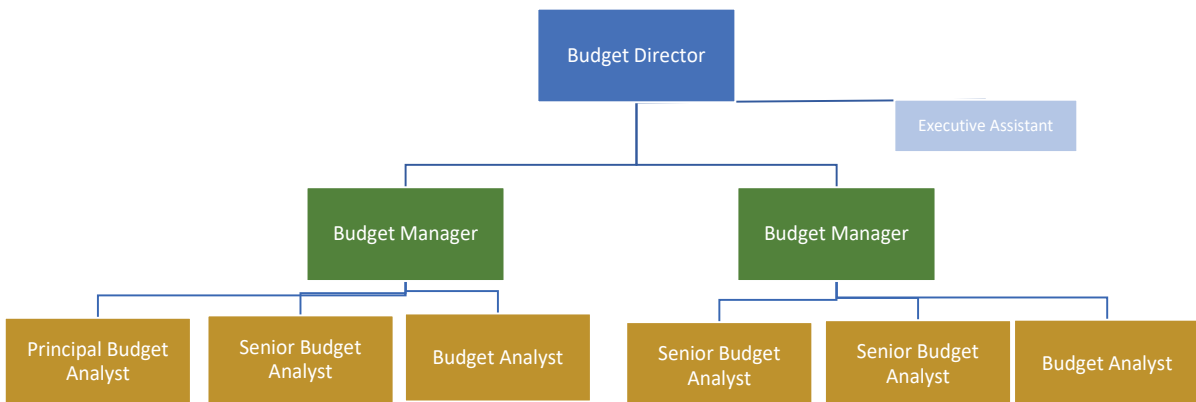 Budget Director
Executive Assistant
Budget Manager
Budget Manager
Principal Budget
Analyst
Senior Budget
Analyst
Budget Analyst
Senior Budget
Analyst
Senior Budget
Analyst
Budget Analyst